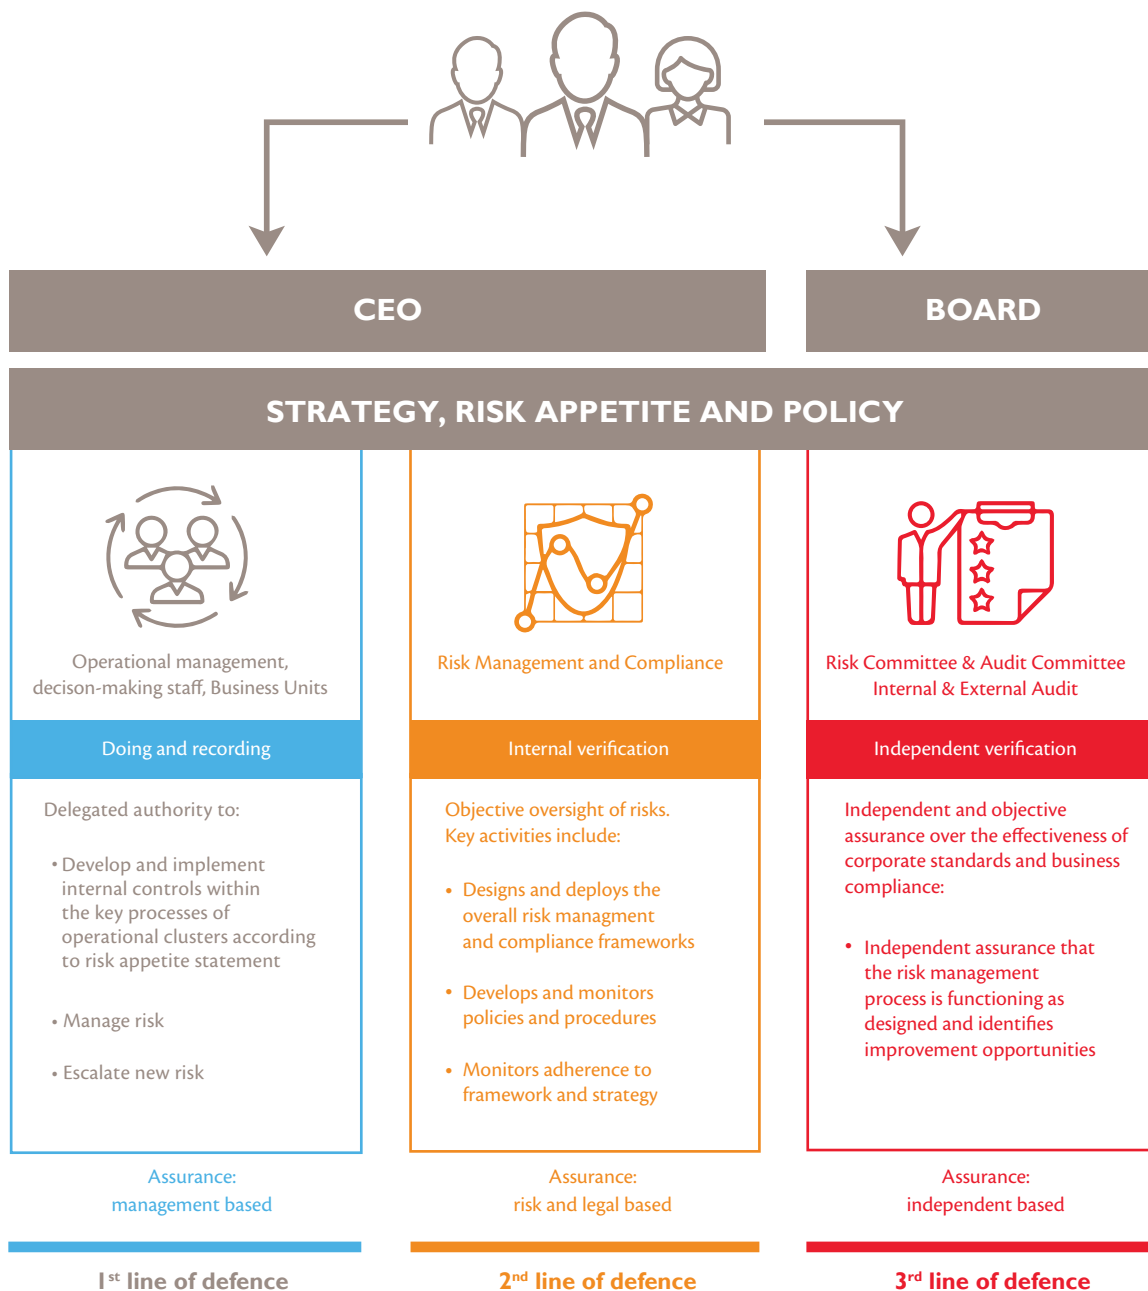 CEO
BOARD
STRATEGY, RISK APPETITE AND POLICY
Operational management,
decison-making staff, Business Units
Doing and recording
Delegated authority to:
• Develop and implement
internal controls within
the key processes of
operational clusters according
to risk appetite statement
• Manage risk
• Escalate new risk
Assurance:
management based
1st line of defence
Risk Management and Compliance
Internal verification
Objective oversight of risks.
Key activities include:
• Designs and deploys the
overall risk managment
and compliance frameworks
• Develops and monitors
policies and procedures
• Monitors adherence to
framework and strategy
Assurance:
risk and legal based
2nd line of defence
Risk Committee & Audit Committee
Internal & External Audit
Independent verification
Independent and objective
assurance over the effectiveness of
corporate standards and business
compliance:
• Independent assurance that
the risk management
process is functioning as
designed and identifies
improvement opportunities
Assurance:
independent based
3rd line of defence